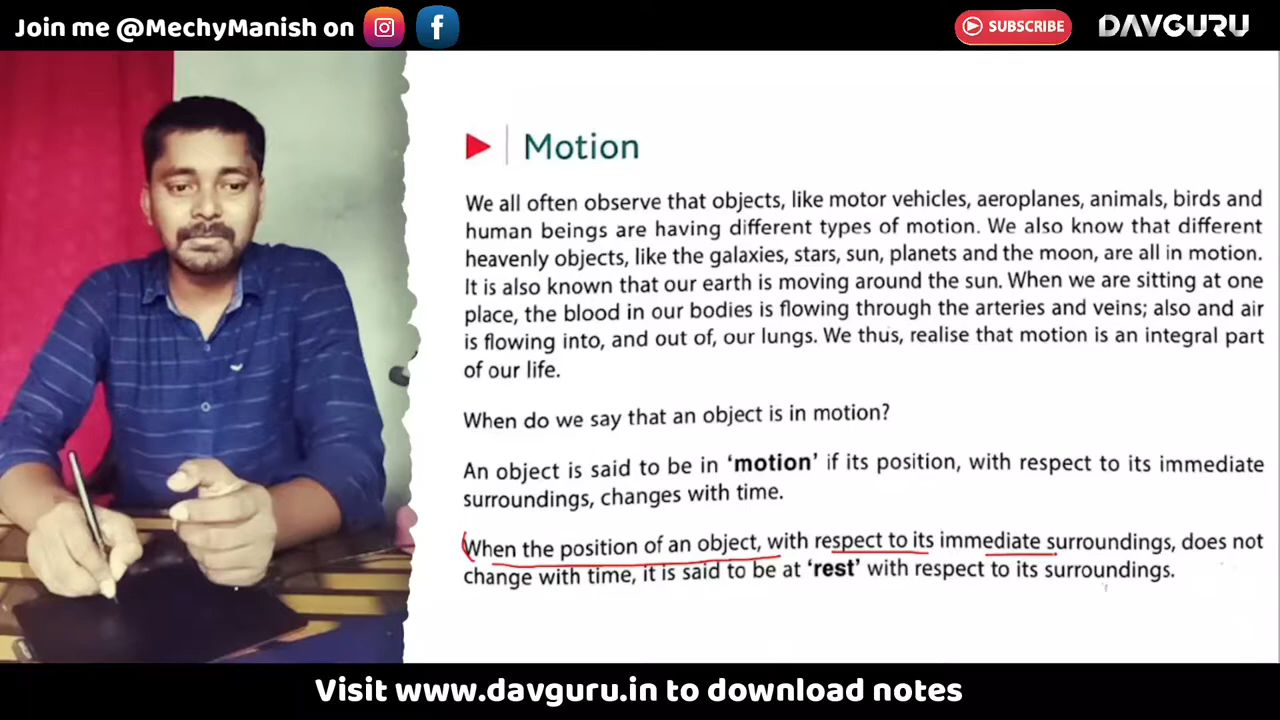 Join me @MechyManish on
SUBSCRIBE
DAVGURU
Motion
We all often observe that objects, like motor vehicles, aeroplanes, animals, birds and
human beings are having different types of motion. We also know that different
heavenly objects, like the galaxies, stars, sun, planets and the moon, are all in motion.
It is also known that our earth is moving around the sun. When we are sitting at one
place, the blood in our bodies is flowing through the arteries and veins; also and air
is flowing into, and out of, our lungs. We thus, realise that motion is an integral part
of our life.
When do we say that an object is in motion?
An object is said to be in ‘motion’ if its position, with respect to its immediate
surroundings, changes with time.
When the position of an object, with respect to its immediate surroundings, does not
change with time, it is said to be at ‘rest’ with respect to its surroundings.
Visit www.davguru.in to download notes